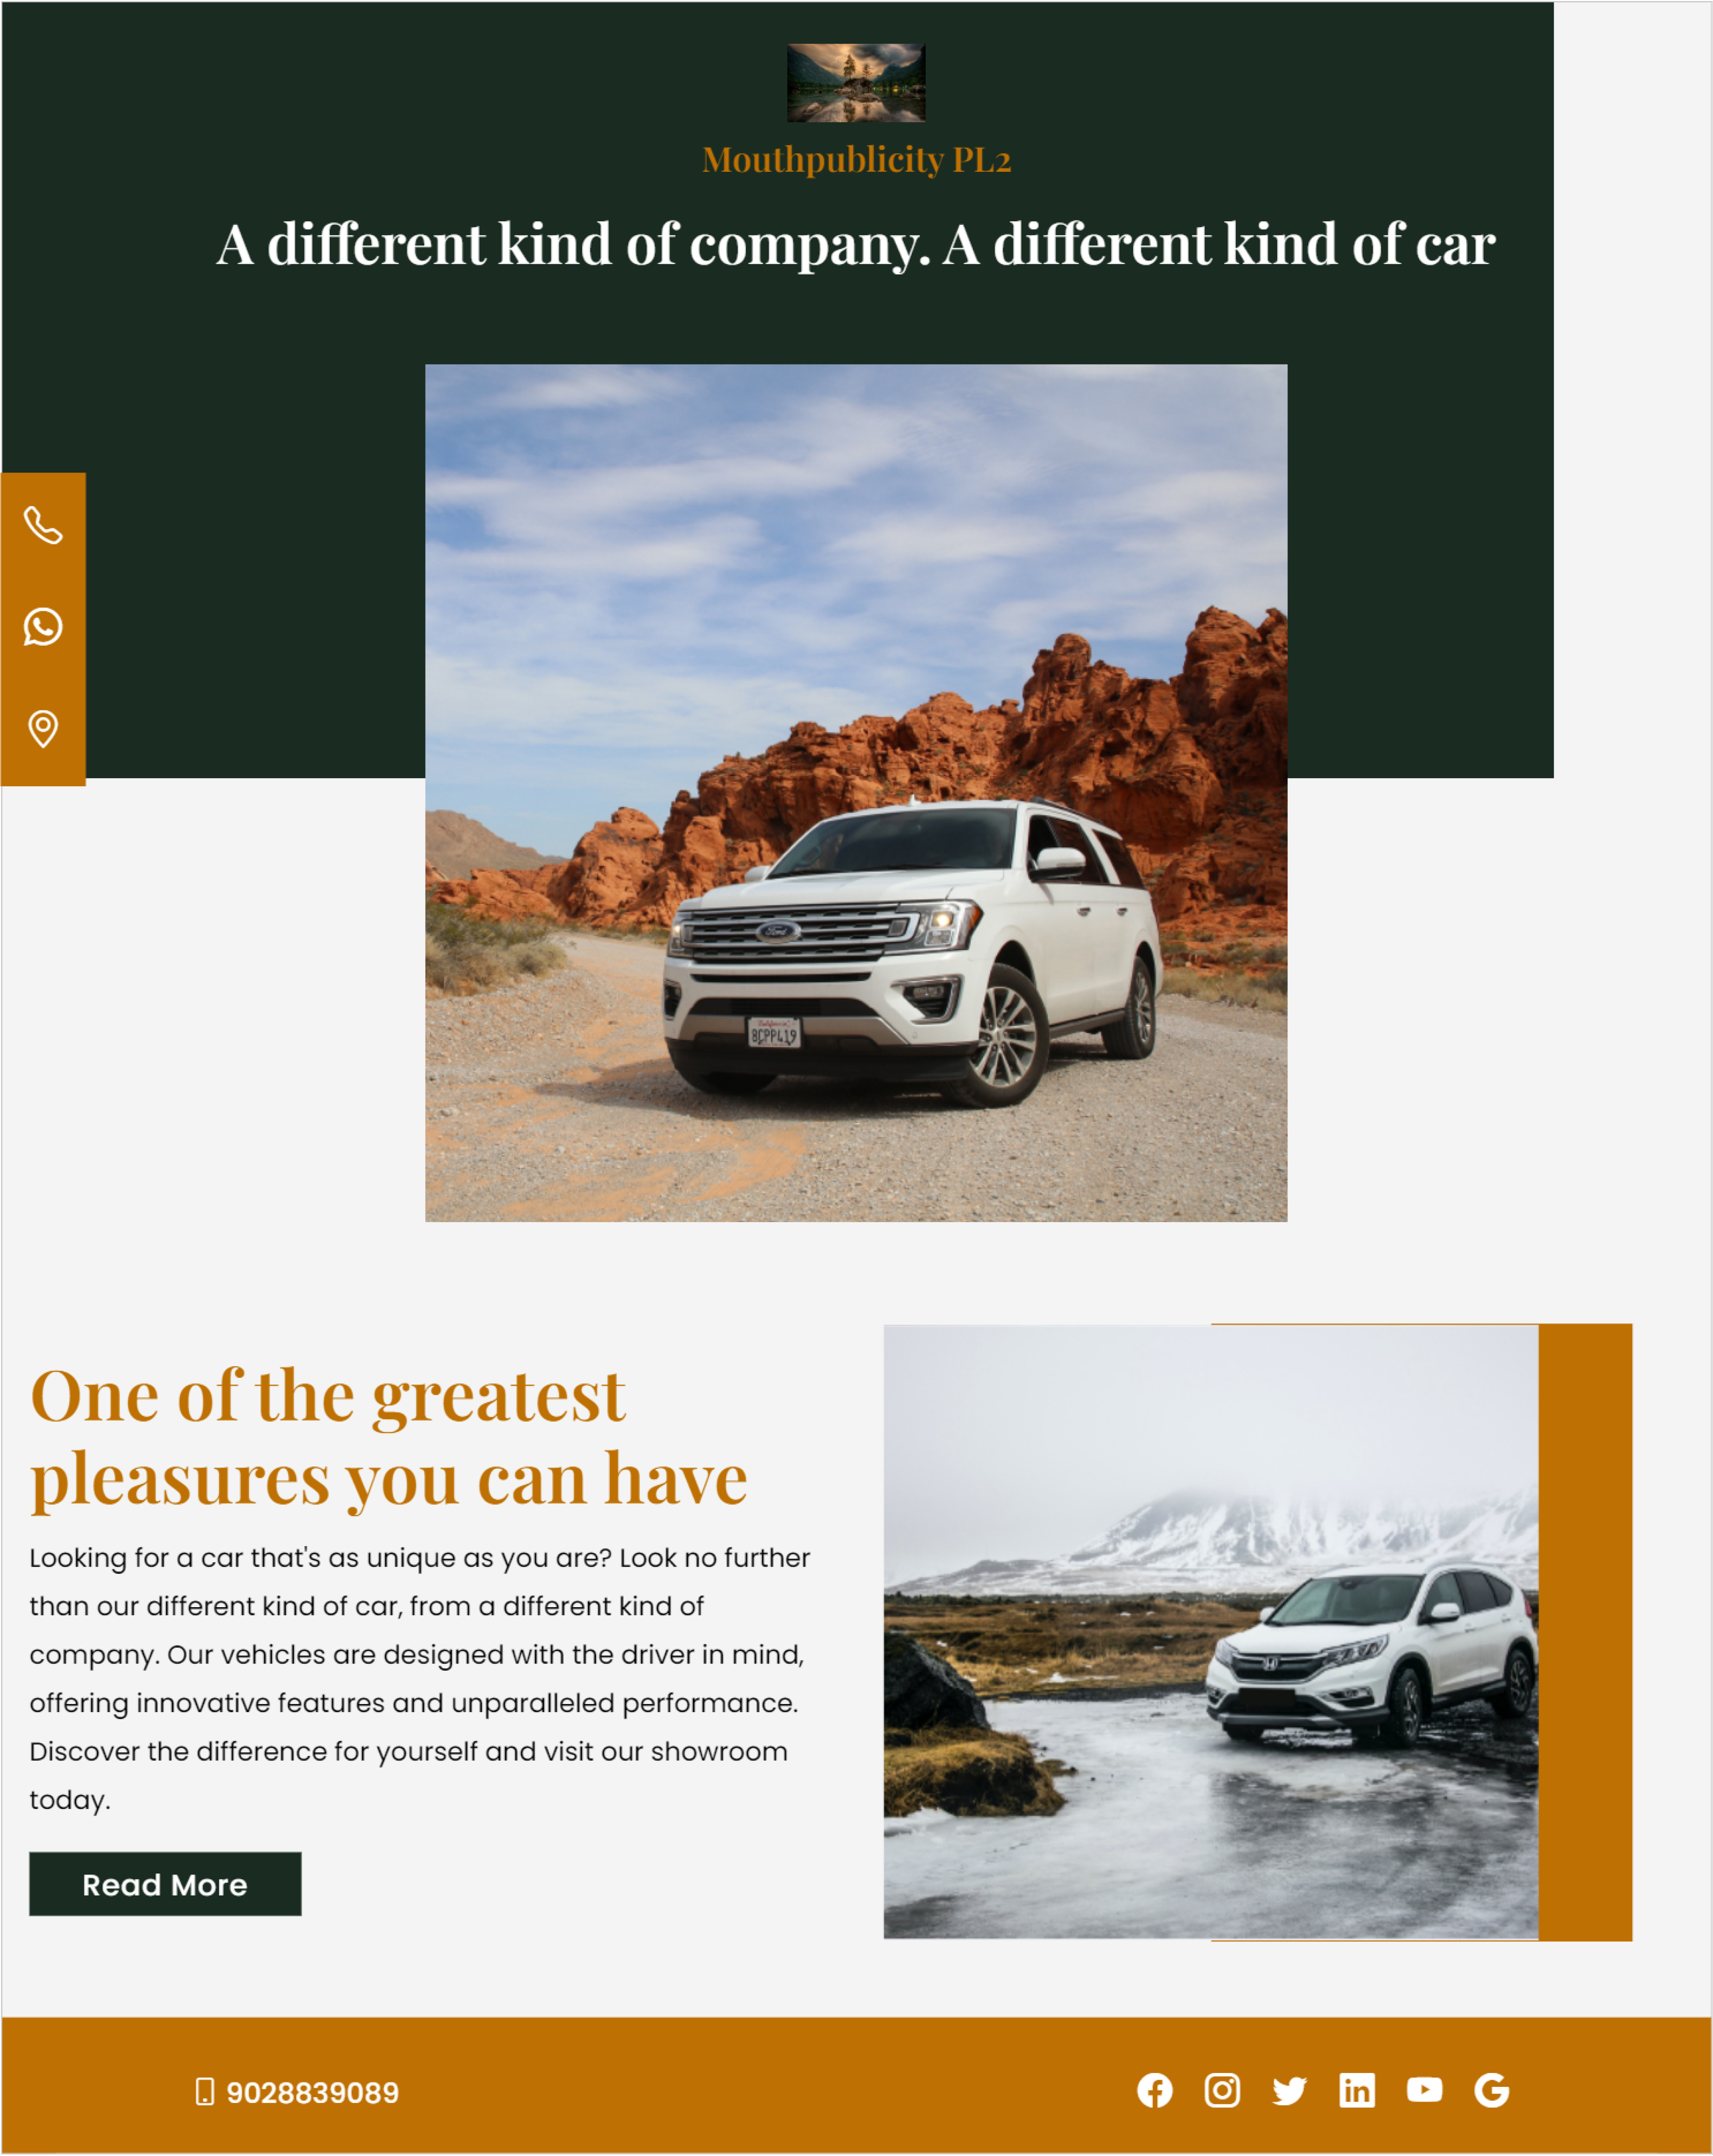 Mouthpublicity PL2
A different kind of company. A different kind of car
Ford
California
8CPP419
One of the greatest
pleasures you can have
Looking for a car that's as unique as you are? Look no further
than our different kind of car, from a different kind of
company. Our vehicles are designed with the driver in mind,
offering innovative features and unparalleled performance.
Discover the difference for yourself and visit our showroom
today.
Read More
9028839089